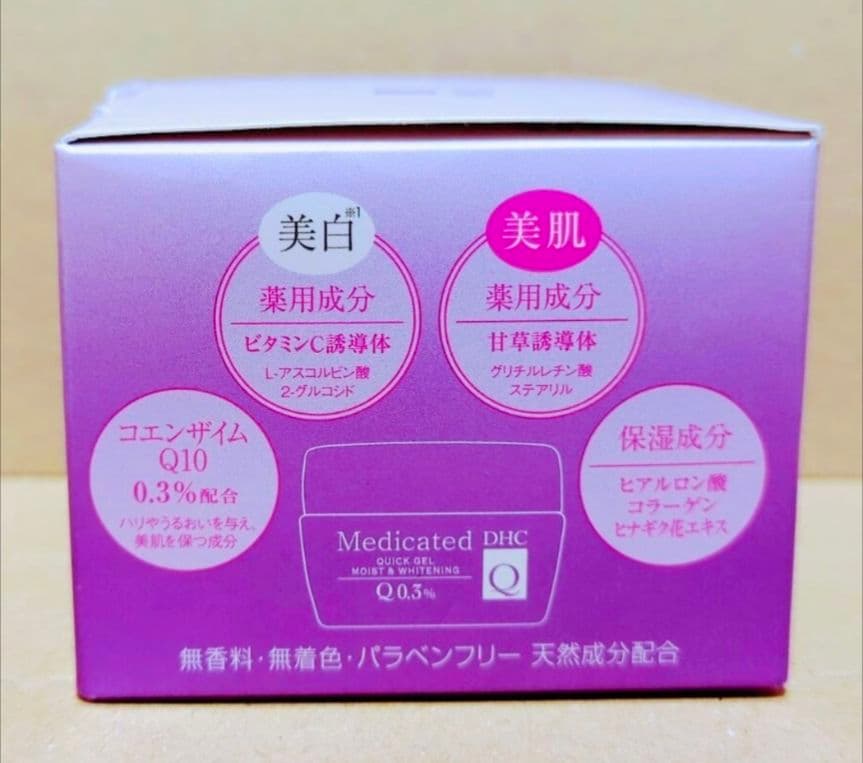 美白※1
薬用成分
ビタミンC誘導体
L-アスコルビン酸
2-グルコシド
美肌
薬用成分
甘草誘導体
グリチルレチン酸
ステアリル
コエンザイム
Q10
0.3%配合
ハリやうるおいを与え、
美肌を保つ成分
保湿成分
ヒアルロン酸
コラーゲン
ヒナギク花エキス
Medicated DHC
QUICK GEL
MOIST & WHITENING
Q 0.3%
Q
無香料・無着色・パラベンフリー 天然成分配合